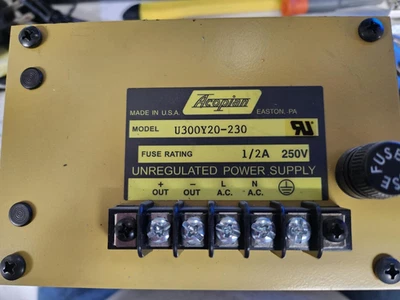 Acopian
MADE IN U.S.A. EASTON, PA
MODEL U300Y20-230
FUSE RATING 1/2A 250V
UNREGULATED POWER SUPPLY
+ − L N
OUT OUT A.C. A.C.
FUSE